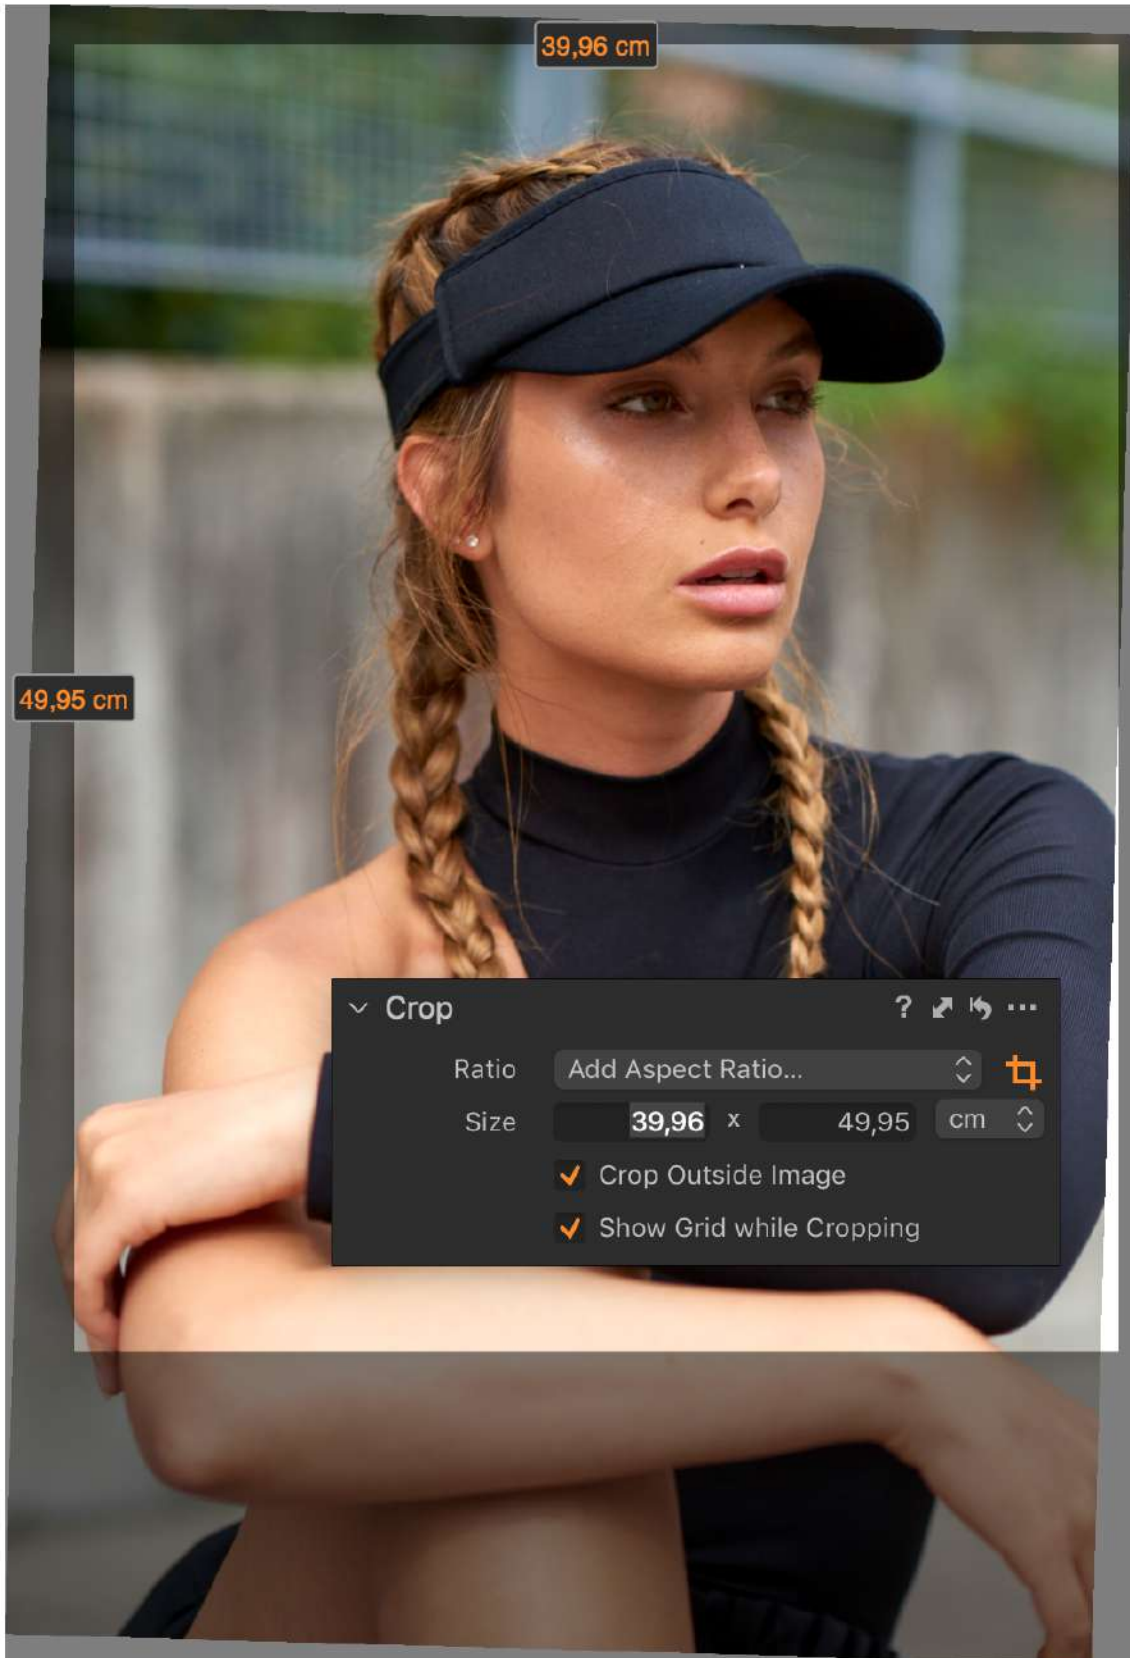 39,96 cm
49,95 cm
Crop ? ...
Ratio Add Aspect Ratio...
Size 39,96 x 49,95 cm
Crop Outside Image
Show Grid while Cropping